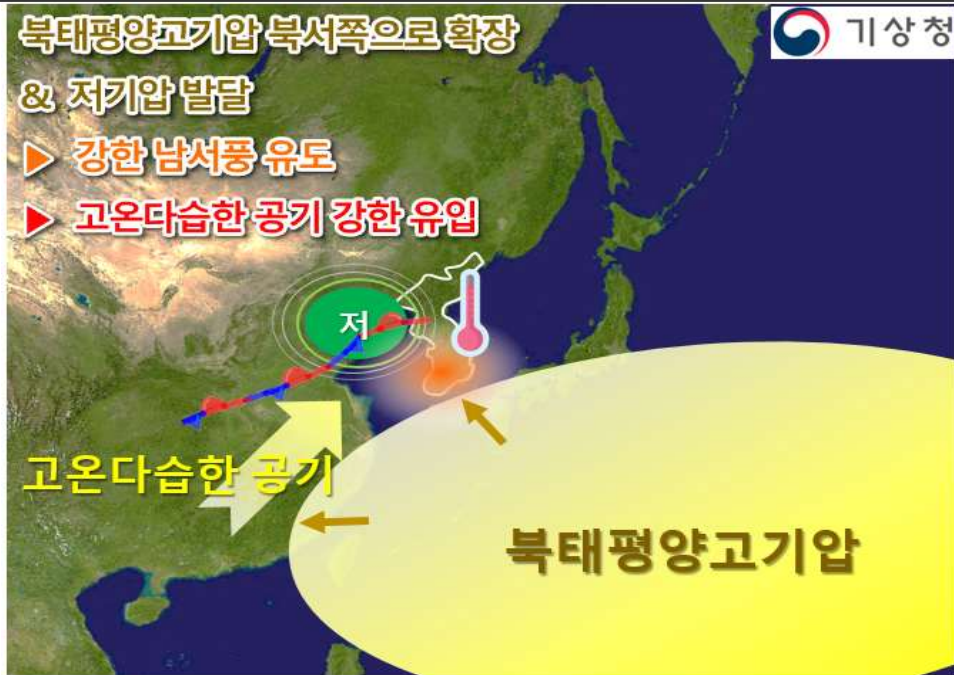 북태평양고기압 북서쪽으로 확장
& 저기압 발달
▶ 강한 남서풍 유도
▶ 고온다습한 공기 강한 유입
기상청
저
고온다습한 공기
북태평양고기압